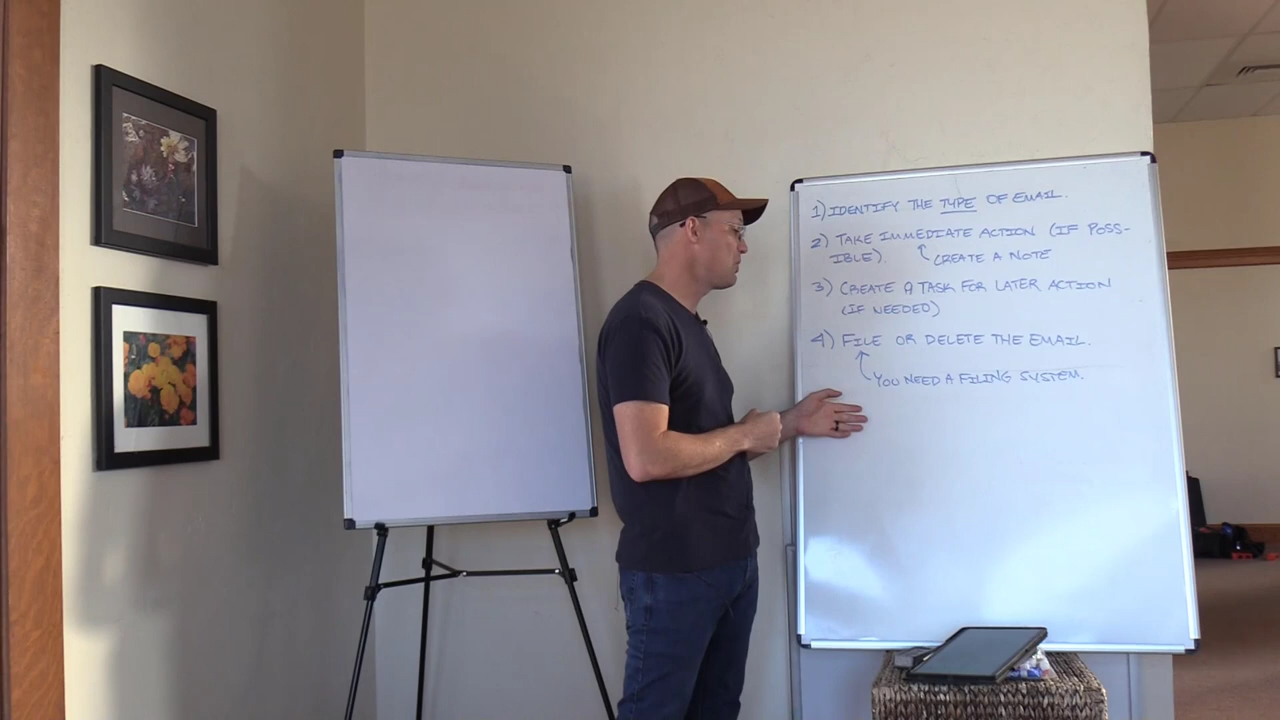 1) IDENTIFY THE TYPE OF EMAIL.
2) TAKE IMMEDIATE ACTION (IF POSS-
IBLE). CREATE A NOTE
3) CREATE A TASK FOR LATER ACTION
(IF NEEDED)
4) FILE OR DELETE THE EMAIL.
YOU NEED A FILING SYSTEM.